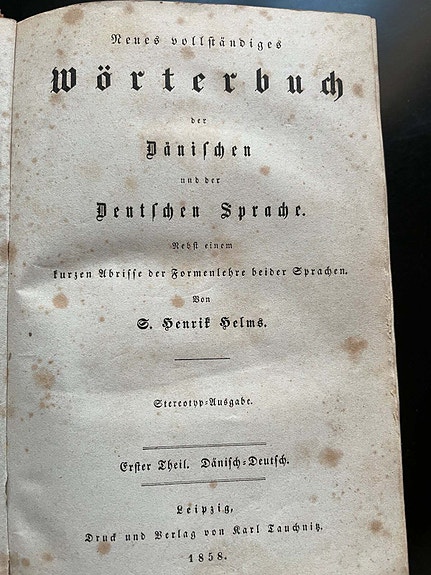 Neues vollständiges
Wörterbuch
der
Dänischen
und der
Deutschen Sprache.
Nebst einem
kurzen Abrisse der Formenlehre beider Sprachen.
Von
S. Henrik Helms.
Stereotyp-Ausgabe.
Erster Theil. Dänisch-Deutsch.
Leipzig,
Druck und Verlag von Karl Tauchnitz.
1858.